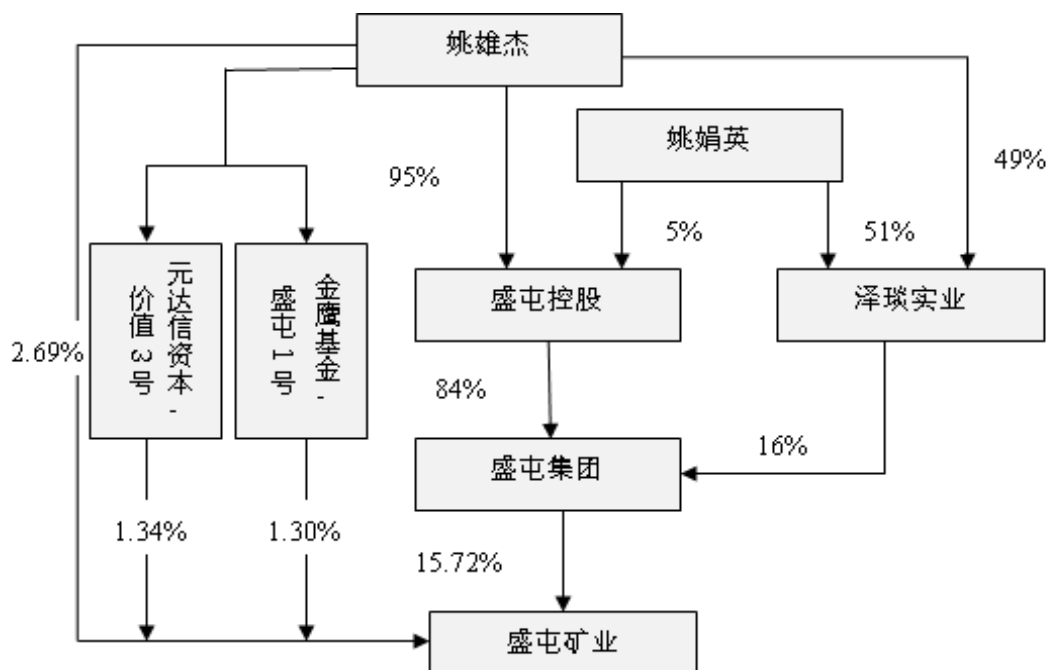 姚雄杰
姚娟英
95%
49%
5%
51%
元达信资本-
价值3号
金鹰基金-
盛屯1号
盛屯控股
泽琰实业
2.69%
84%
盛屯集团
16%
1.34%
1.30%
15.72%
盛屯矿业